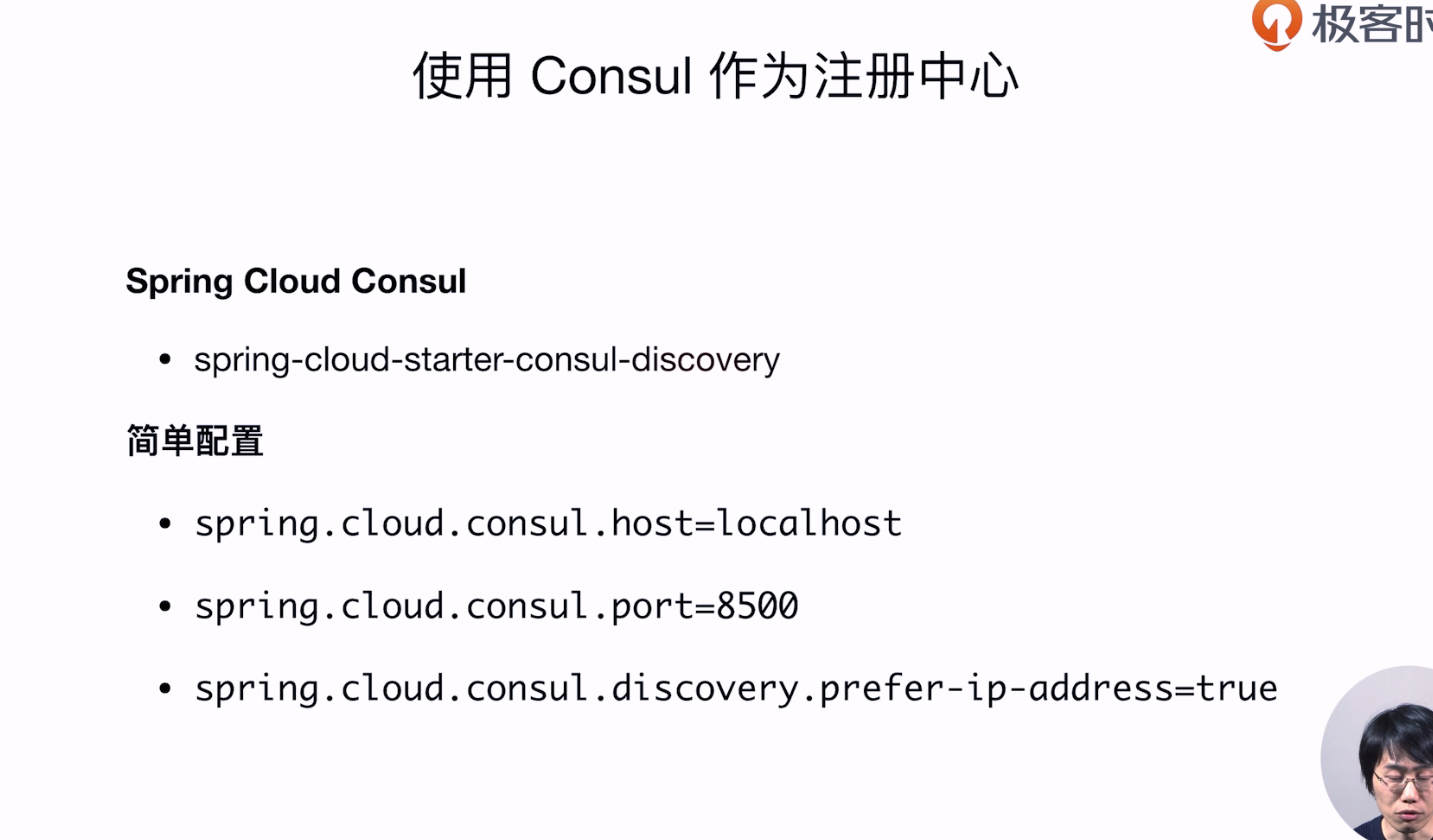 极客时
使用 Consul 作为注册中心
Spring Cloud Consul
• spring-cloud-starter-consul-discovery
简单配置
• spring.cloud.consul.host=localhost
• spring.cloud.consul.port=8500
• spring.cloud.consul.discovery.prefer-ip-address=true